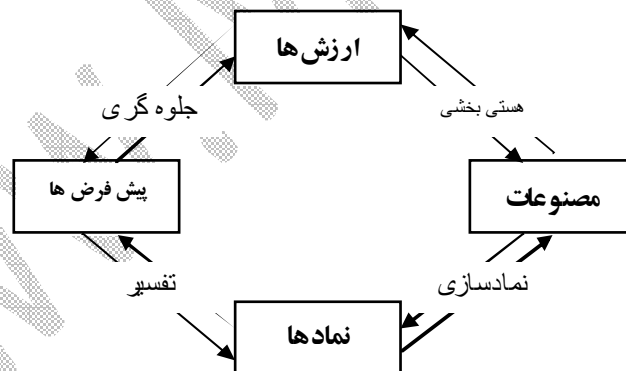 ارزش‌ها
جلوه گری
هستی بخشی
پیش فرض ها
مصنوعات
تفسیر
نمادسازی
نمادها